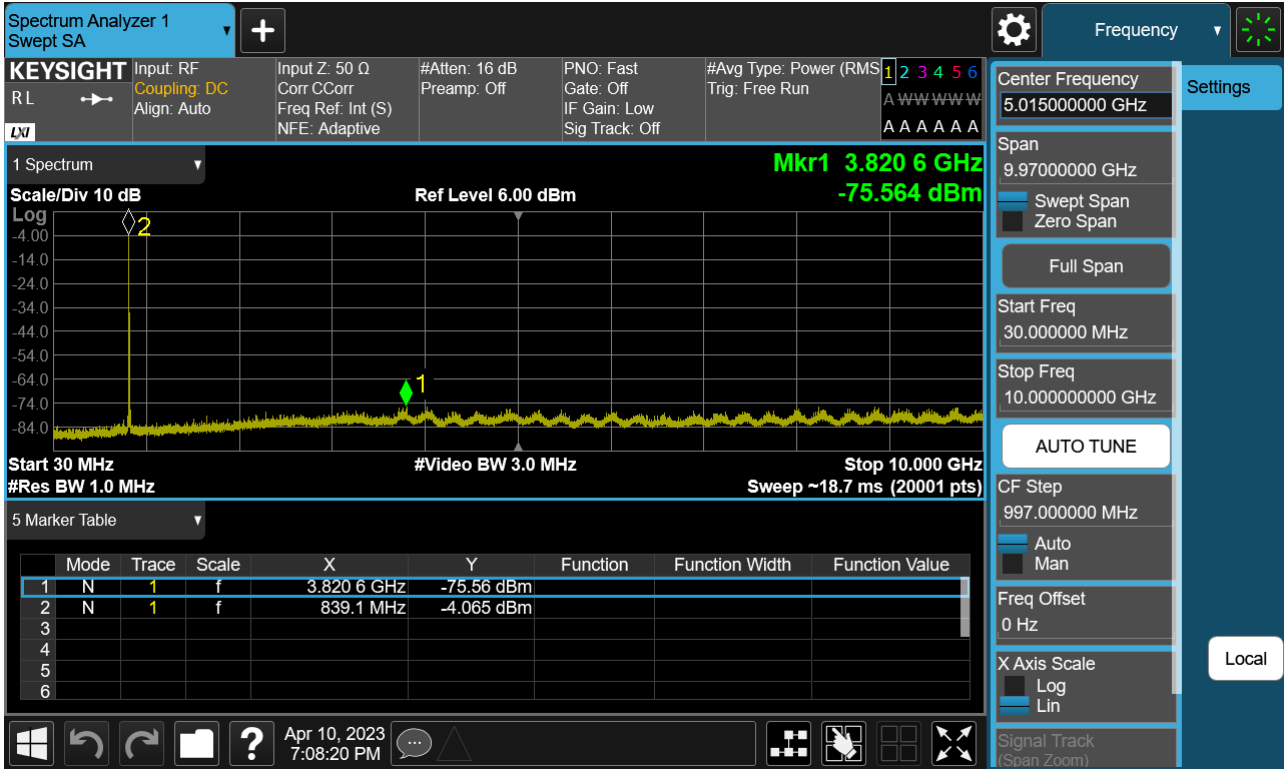 Spectrum Analyzer 1
Swept SA
Frequency
KEYSIGHT
R L
LXI
Input: RF
Coupling: DC
Align: Auto
Input Z: 50 Ω
Corr CCorr
Freq Ref: Int (S)
NFE: Adaptive
#Atten: 16 dB
Preamp: Off
PNO: Fast
Gate: Off
IF Gain: Low
Sig Track: Off
#Avg Type: Power (RMS
Trig: Free Run
1 2 3 4 5 6
A W W W W W
A A A A A A
1 Spectrum
Mkr1 3.820 6 GHz
-75.564 dBm
Scale/Div 10 dB
Ref Level 6.00 dBm
Log
-4.00
-14.0
-24.0
-34.0
-44.0
-54.0
-64.0
-74.0
-84.0
2
1
Start 30 MHz
#Video BW 3.0 MHz
Stop 10.000 GHz
#Res BW 1.0 MHz
Sweep ~18.7 ms (20001 pts)
5 Marker Table
Mode Trace Scale X Y Function Function Width Function Value
1 N 1 f 3.820 6 GHz -75.56 dBm
2 N 1 f 839.1 MHz -4.065 dBm
3
4
5
6
Apr 10, 2023
7:08:20 PM
Center Frequency
5.015000000 GHz
Span
9.97000000 GHz
Swept Span
Zero Span
Full Span
Start Freq
30.000000 MHz
Stop Freq
10.000000000 GHz
AUTO TUNE
CF Step
997.000000 MHz
Auto
Man
Freq Offset
0 Hz
X Axis Scale
Log
Lin
Signal Track
(Span Zoom)
Settings
Local